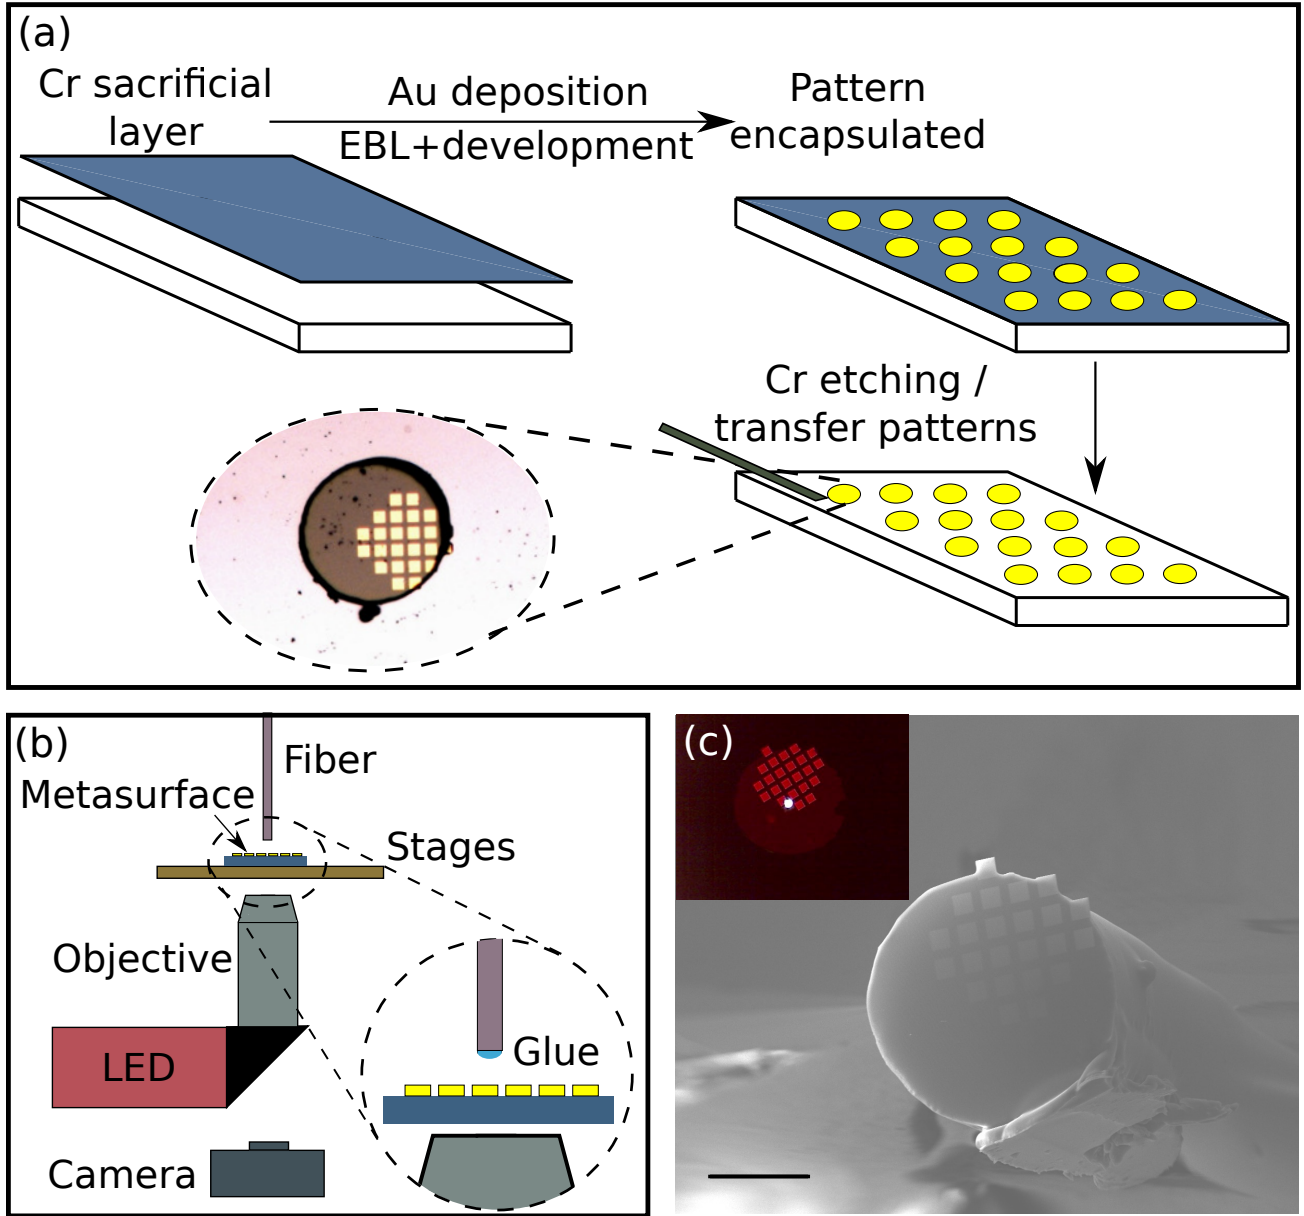 (a)
Cr sacrificial
layer
Au deposition
EBL+development
Pattern
encapsulated
Cr etching /
transfer patterns
(b)
Fiber
Metasurface
Stages
Objective
Glue
LED
Camera
(c)